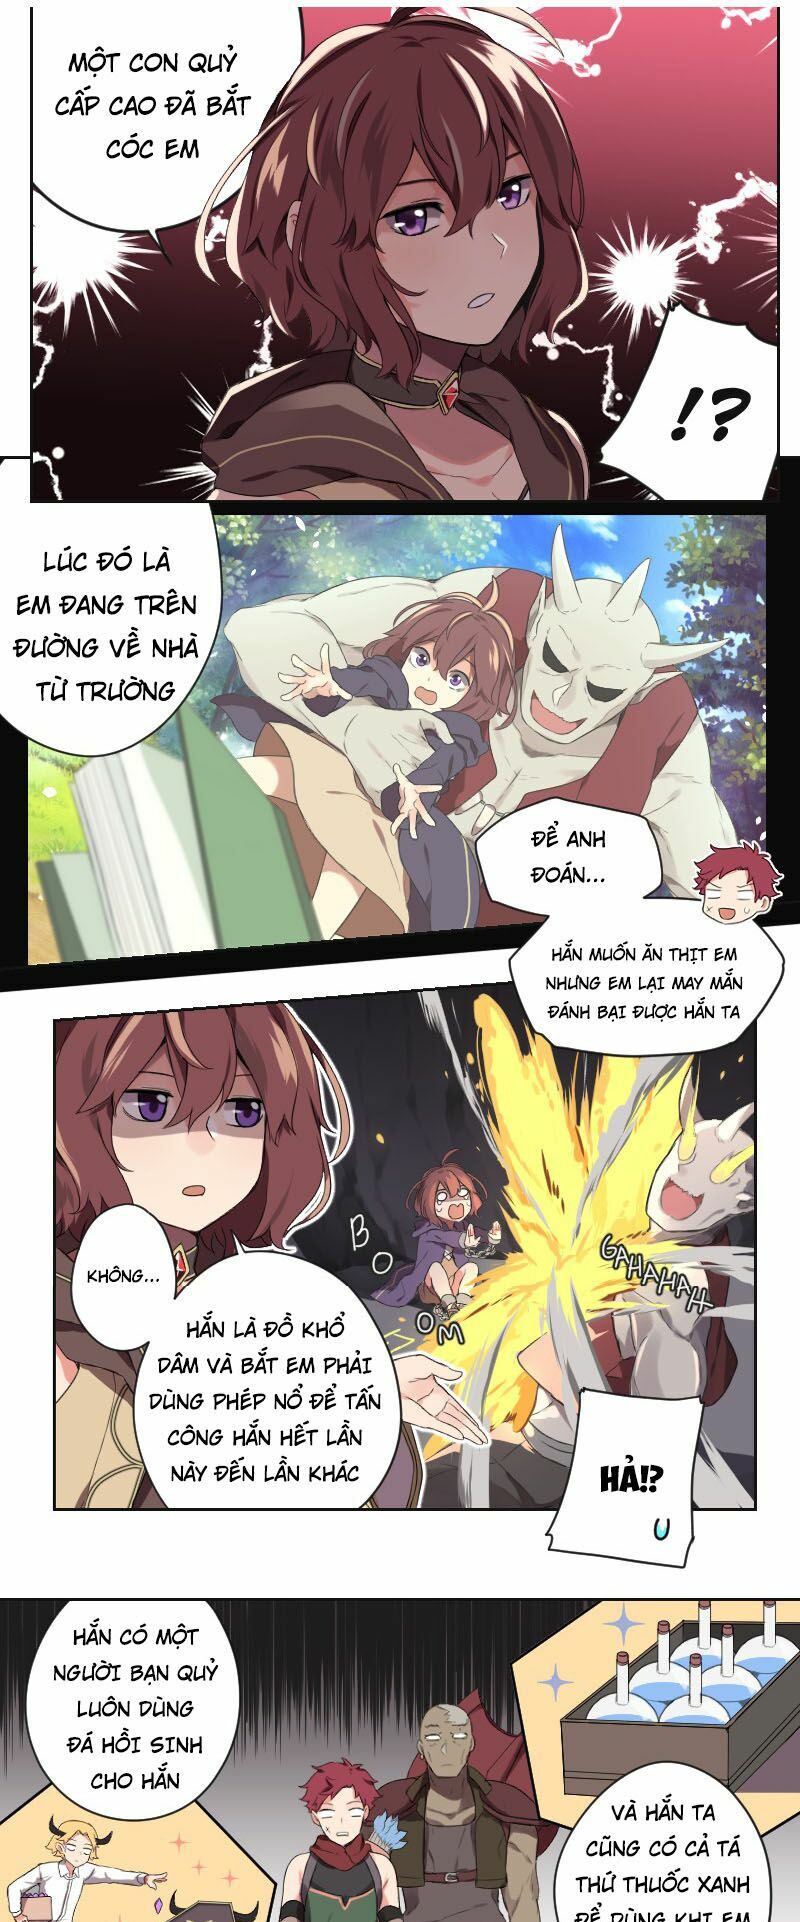 MỘT CON QUỶ
CẤP CAO ĐÃ BẮT
CÓC EM
!?
LÚC ĐÓ LÀ
EM ĐANG TRÊN
ĐƯỜNG VỀ NHÀ
TỪ TRƯỜNG
ĐỂ ANH
ĐOÁN...
HẮN MUỐN ĂN THỊT EM
NHƯNG EM LẠI MAY MẮN
ĐÁNH BẠI ĐƯỢC HẮN TA
KHÔNG...
BOOM
GAHAHAH
HẮN LÀ ĐỒ KHỔ
DÂM VÀ BẮT EM PHẢI
DÙNG PHÉP NỔ ĐỂ TẤN
CÔNG HẮN HẾT LẦN
NÀY ĐẾN LẦN KHÁC
HẢ!?
HẮN CÓ MỘT
NGƯỜI BẠN QUỶ
LUÔN DÙNG
ĐÁ HỒI SINH
CHO HẮN
VÀ HẮN TA
CŨNG CÓ CẢ TÁ
THỨ THUỐC XANH
ĐỂ DÙNG KHI EM